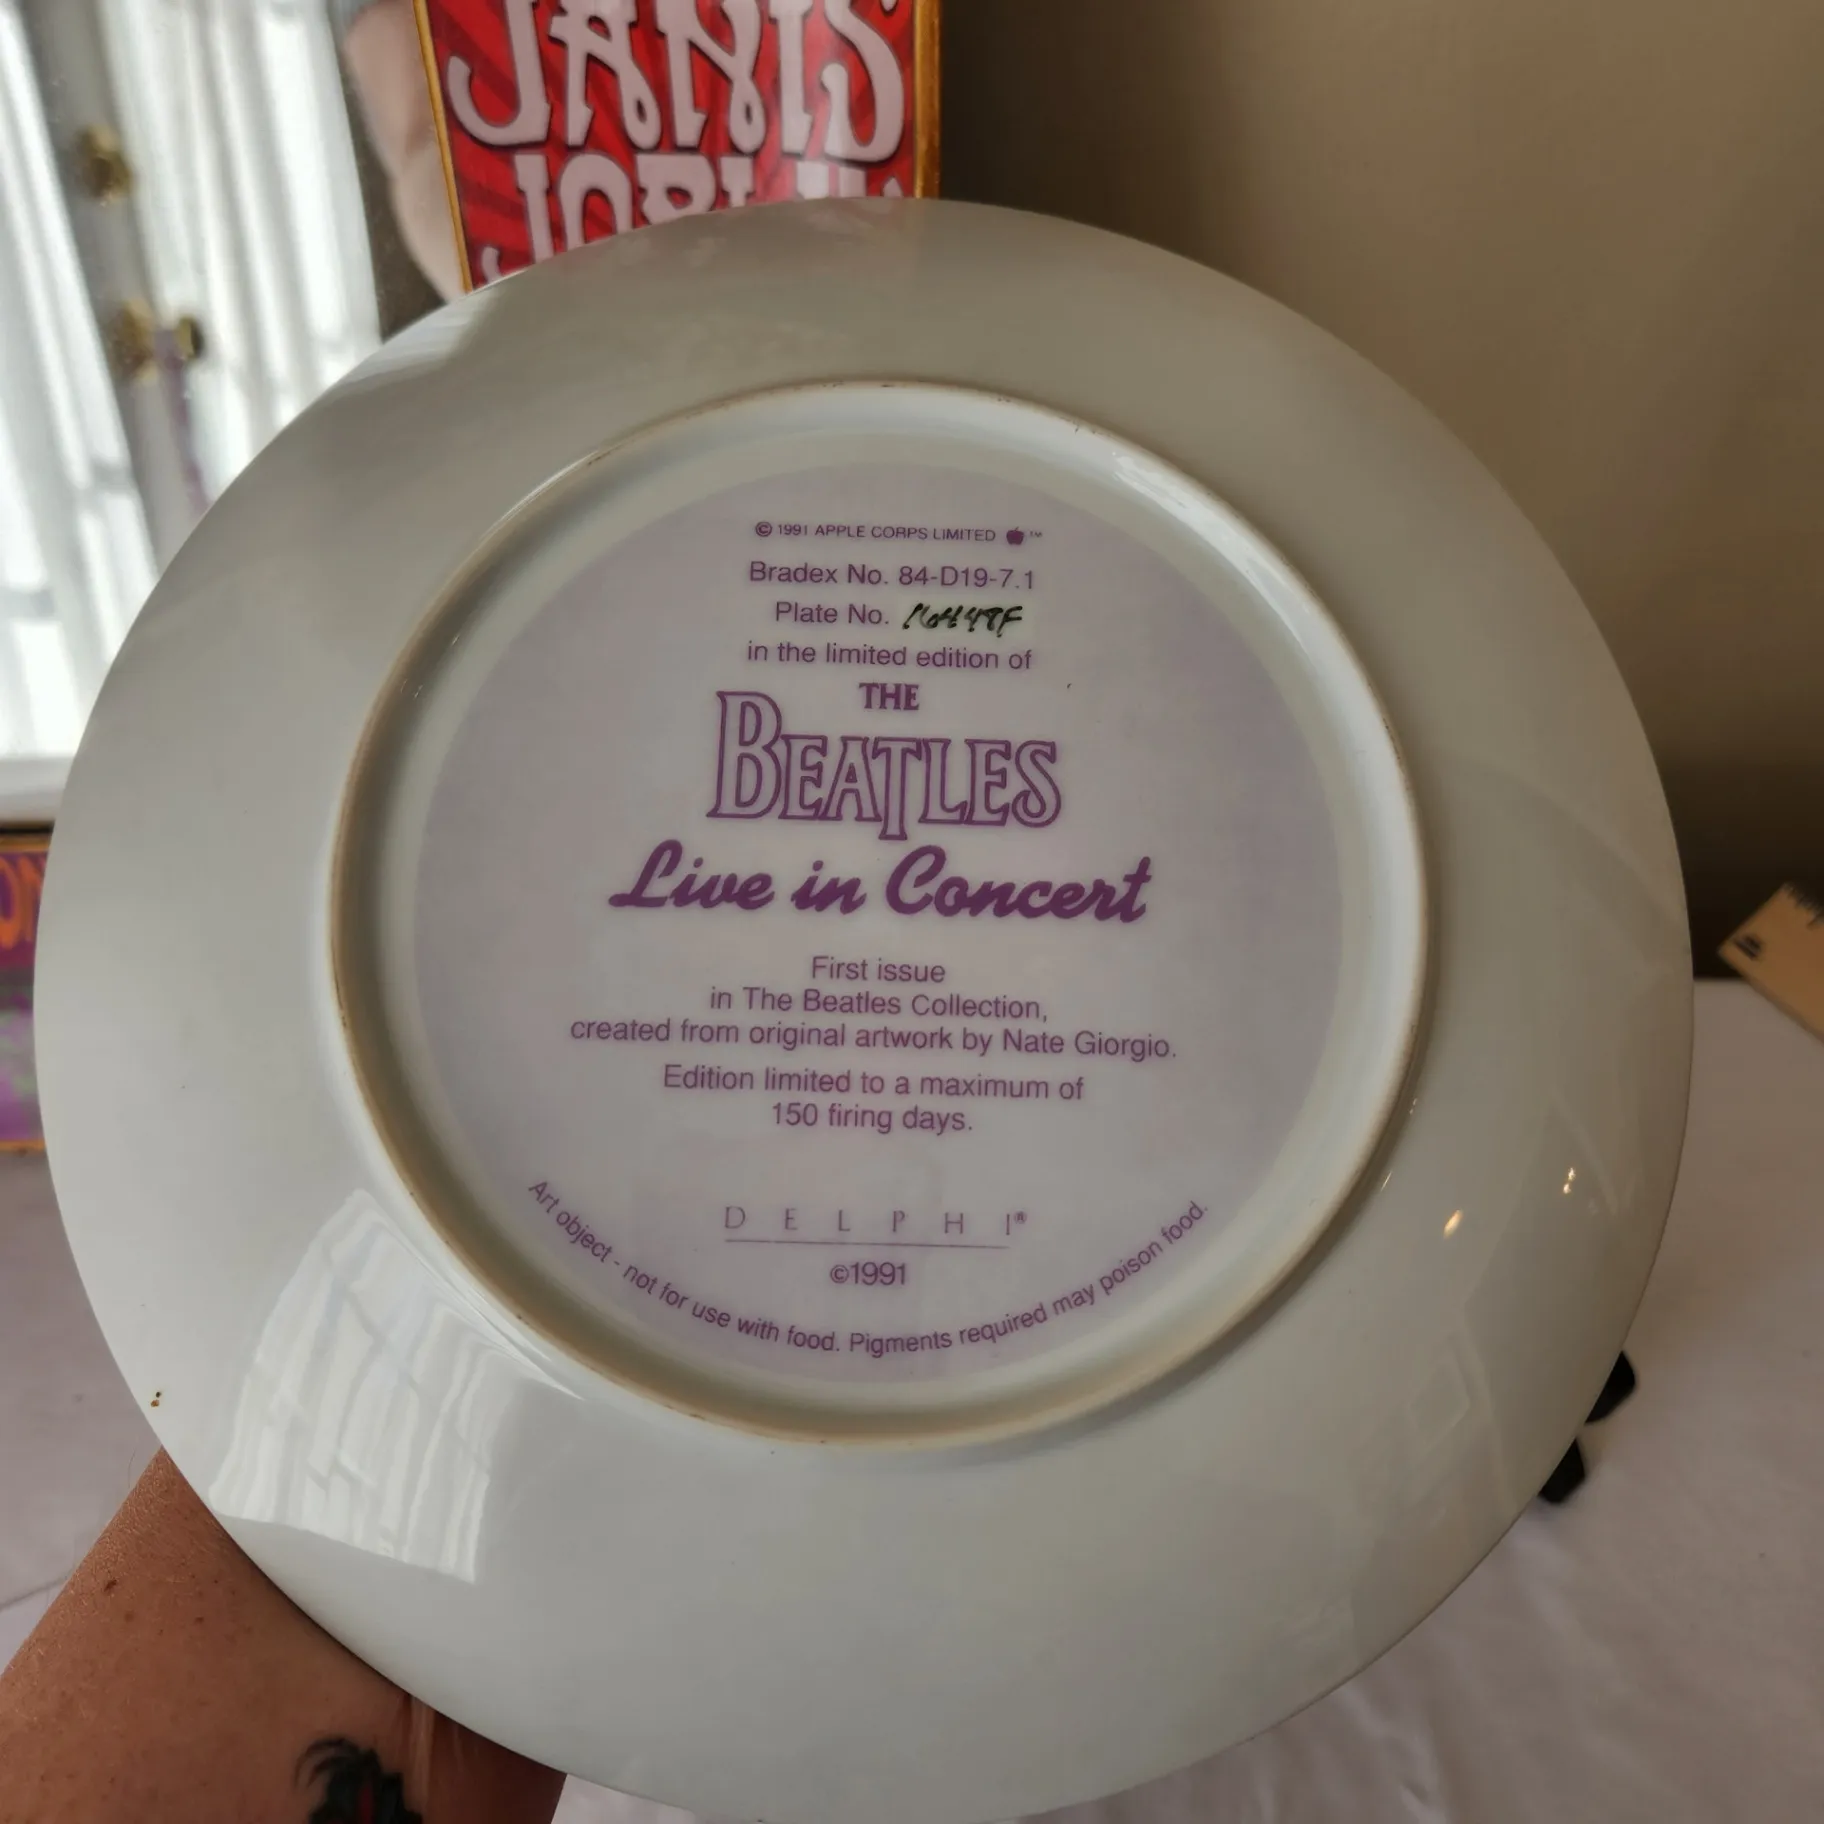 JANIS
© 1991 APPLE CORPS LIMITED ™
Bradex No. 84-D19-7.1
Plate No.
in the limited edition of
THE
BEATLES
Live in Concert
First issue
in The Beatles Collection,
created from original artwork by Nate Giorgio.
Edition limited to a maximum of
150 firing days.
DELPHI®
©1991
Art object - not for use with food. Pigments required may poison food.